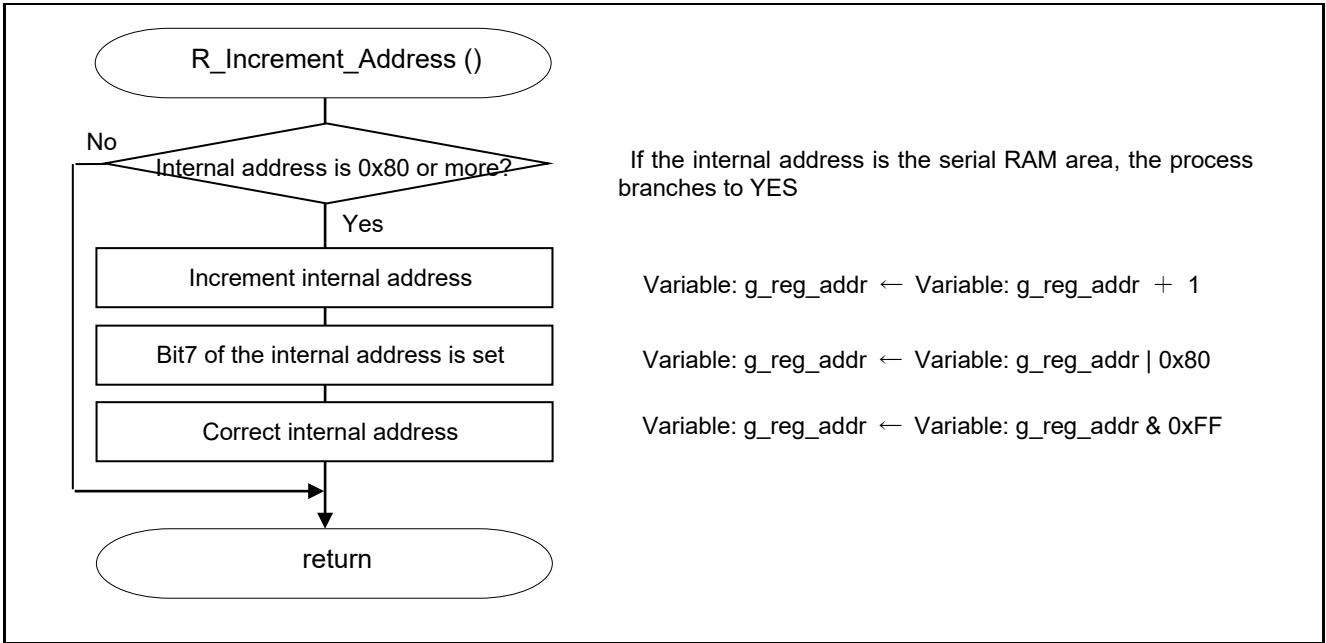 R_Increment_Address ()
No
Internal address is 0x80 or more?
If the internal address is the serial RAM area, the process
branches to YES
Yes
Increment internal address
Variable: g_reg_addr ← Variable: g_reg_addr ＋ 1
Bit7 of the internal address is set
Variable: g_reg_addr ← Variable: g_reg_addr | 0x80
Correct internal address
Variable: g_reg_addr ← Variable: g_reg_addr & 0xFF
return